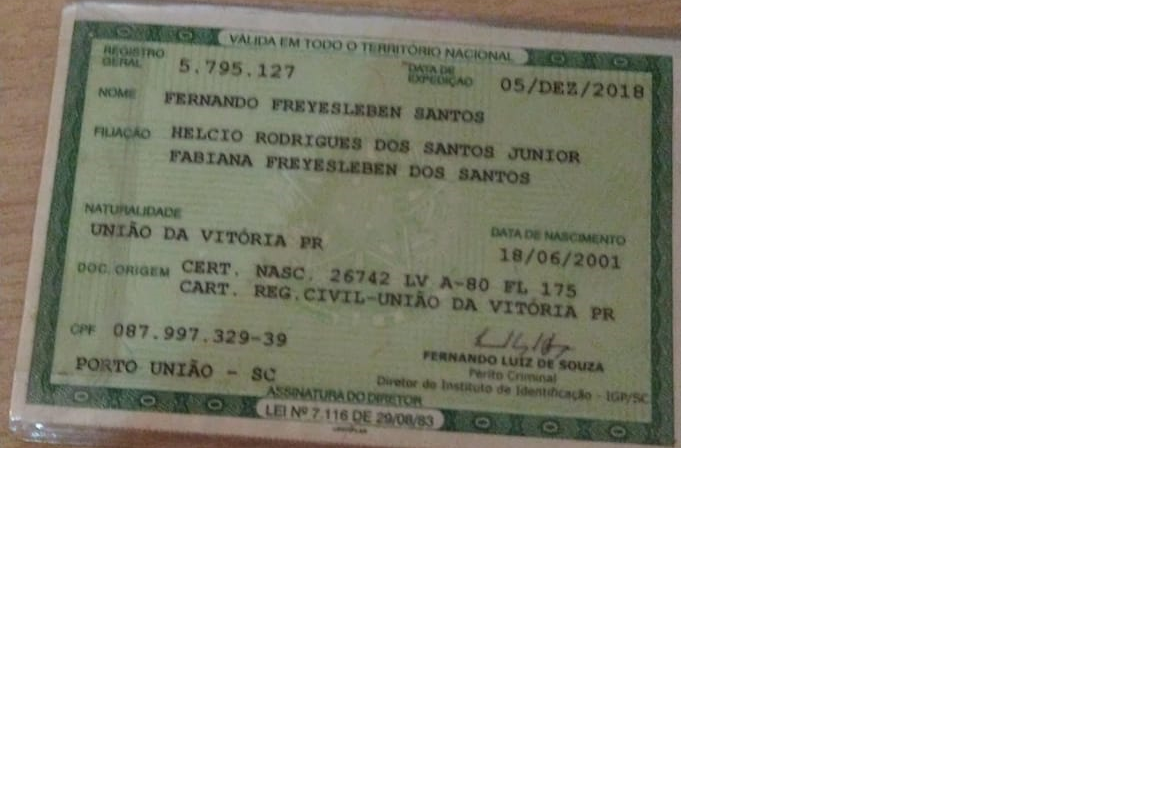 VÁLIDA EM TODO O TERRITÓRIO NACIONAL
REGISTRO GERAL 5.795.127 DATA DE EXPEDIÇÃO 05/DEZ/2018
NOME FERNANDO FREYESLEBEN SANTOS
FILIAÇÃO HELCIO RODRIGUES DOS SANTOS JUNIOR
FABIANA FREYESLEBEN DOS SANTOS
NATURALIDADE DATA DE NASCIMENTO
UNIÃO DA VITÓRIA PR 18/06/2001
DOC. ORIGEM CERT. NASC. 26742 LV A-80 FL 175
CART. REG.CIVIL-UNIÃO DA VITÓRIA PR
CPF 087.997.329-39
FERNANDO LUIZ DE SOUZA
Perito Criminal
PORTO UNIÃO - SC Diretor do Instituto de Identificação - IGP/SC
ASSINATURA DO DIRETOR
LEI Nº 7.116 DE 29/08/83